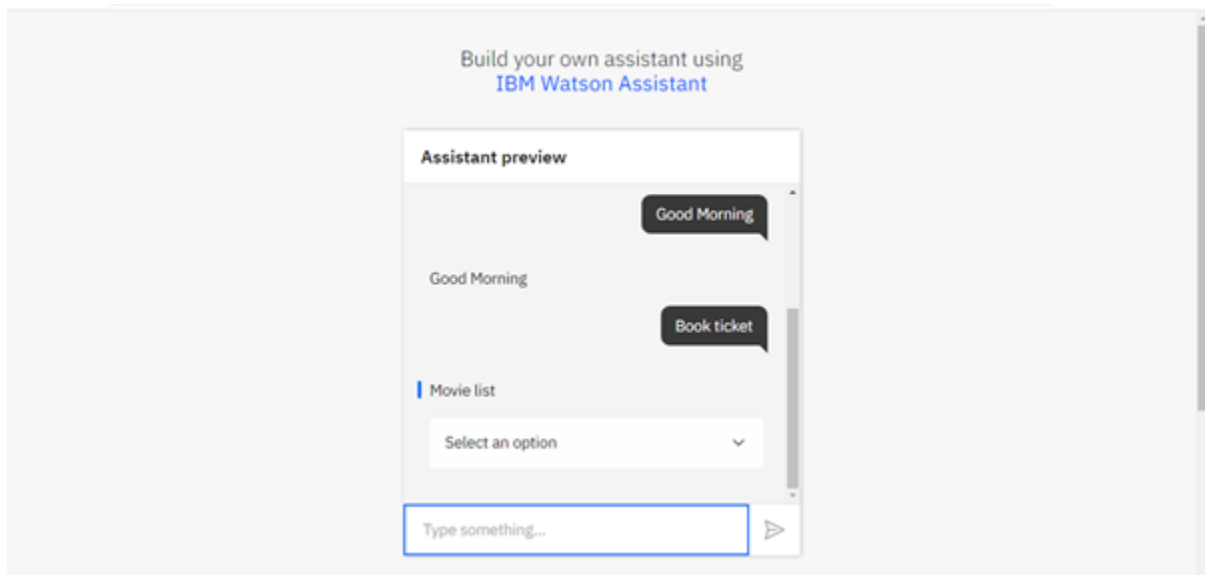 Build your own assistant using
IBM Watson Assistant
Assistant preview
Good Morning
Good Morning
Book ticket
Movie list
Select an option
Type something...